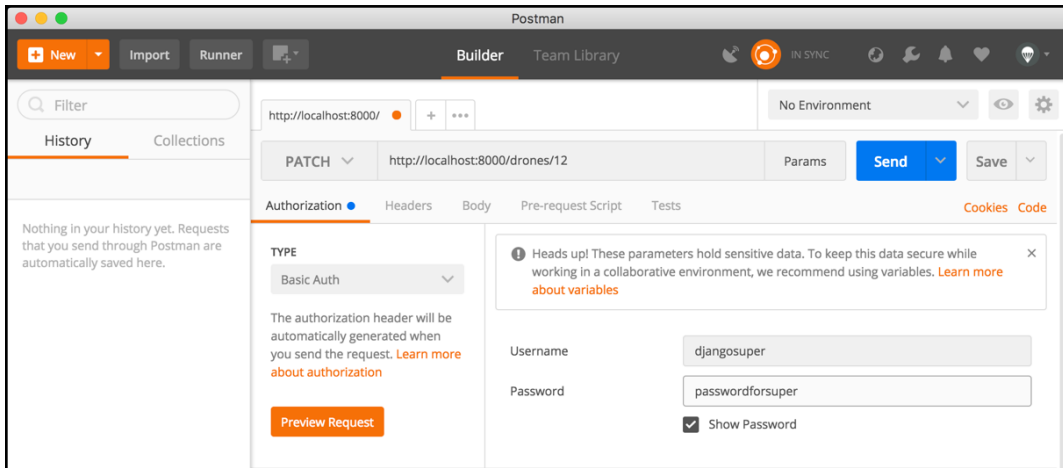 Postman
New
Import
Runner
Builder
Team Library
IN SYNC
Filter
History
Collections
Nothing in your history yet. Requests
that you send through Postman are
automatically saved here.
http://localhost:8000/
No Environment
PATCH
http://localhost:8000/drones/12
Params
Send
Save
Authorization
Headers
Body
Pre-request Script
Tests
Cookies
Code
TYPE
Basic Auth
The authorization header will be
automatically generated when
you send the request. Learn more
about authorization
Preview Request
Heads up! These parameters hold sensitive data. To keep this data secure while
working in a collaborative environment, we recommend using variables. Learn more
about variables
Username
djangosuper
Password
passwordforsuper
Show Password